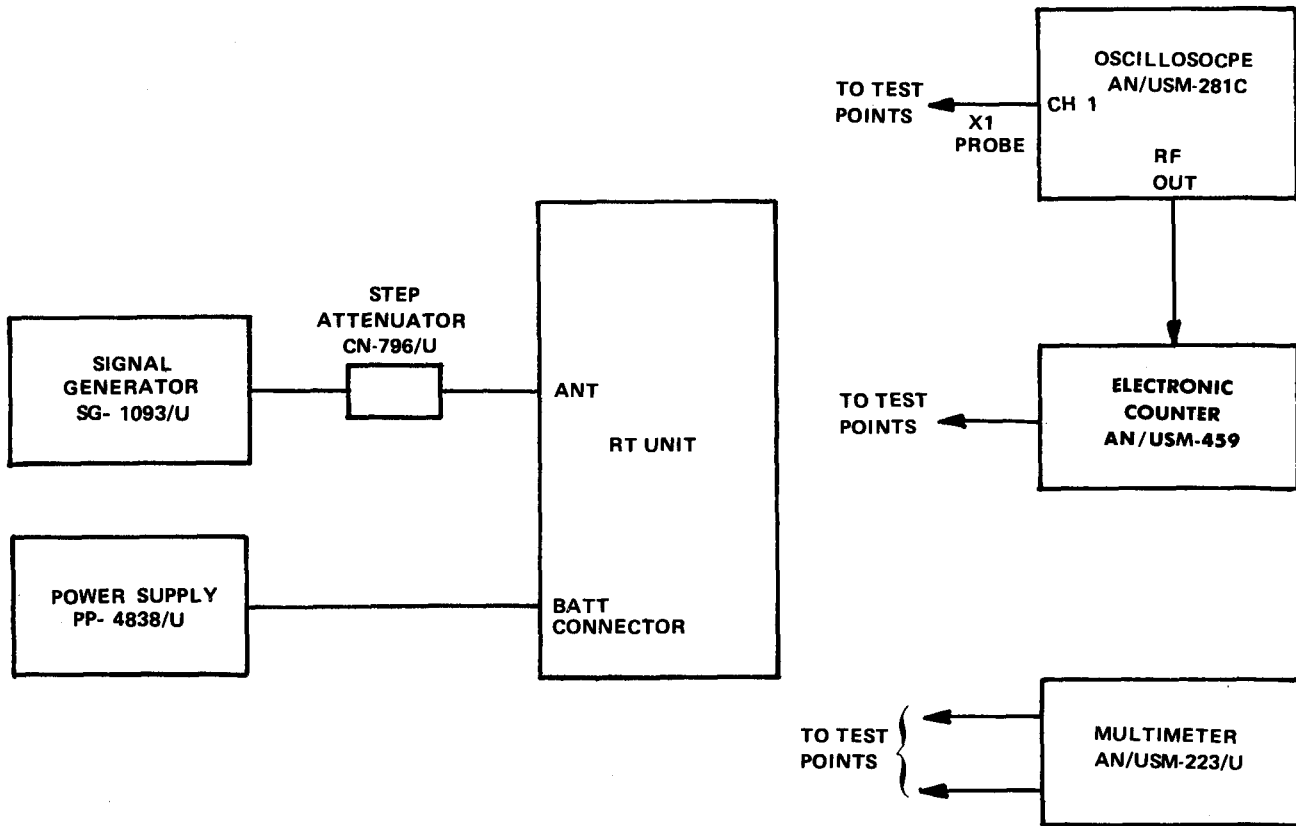 SIGNAL
GENERATOR
SG- 1093/U
STEP
ATTENUATOR
CN-796/U
POWER SUPPLY
PP- 4838/U
ANT
RT UNIT
BATT
CONNECTOR
OSCILLOSOCPE
AN/USM-281C
CH 1
RF
OUT
TO TEST
POINTS
X1
PROBE
ELECTRONIC
COUNTER
AN/USM-459
TO TEST
POINTS
MULTIMETER
AN/USM-223/U
TO TEST
POINTS